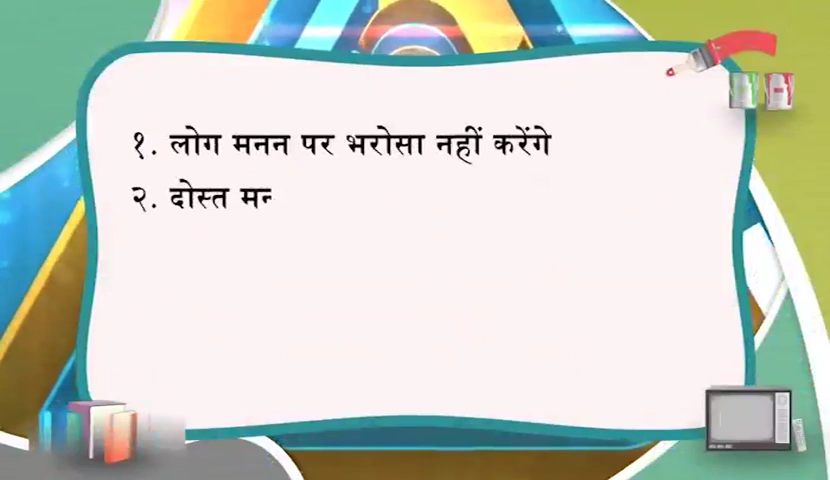 १. लोग मनन पर भरोसा नहीं करेंगे
२. दोस्त